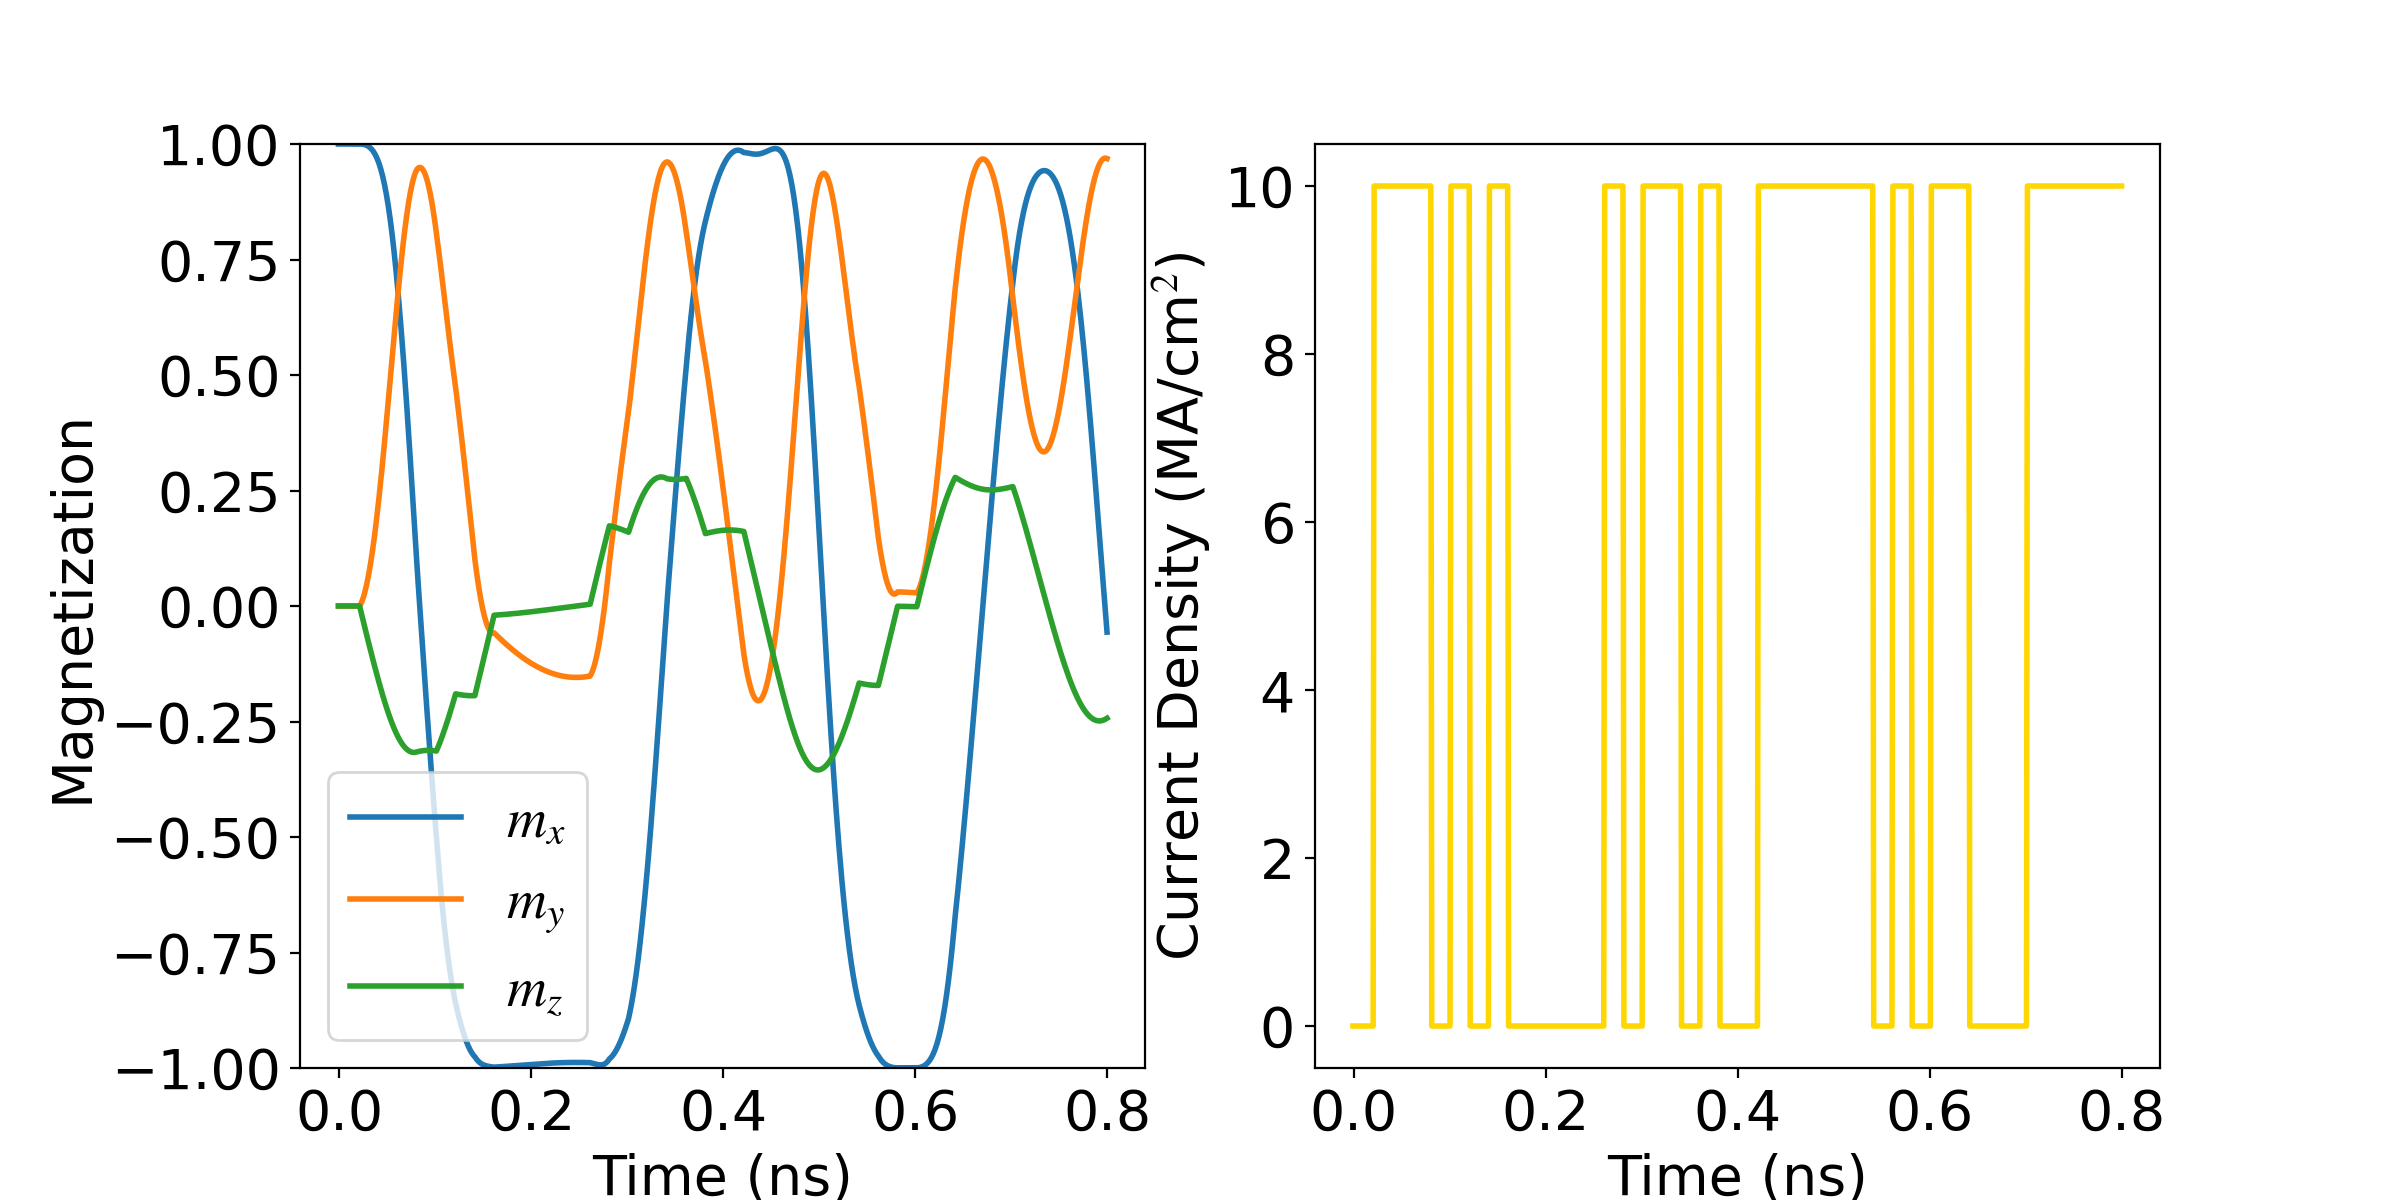 1.00
0.75
0.50
0.25
0.00
−0.25
−0.50
−0.75
−1.00
Magnetization
m_x
m_y
m_z
0.0 0.2 0.4 0.6 0.8
Time (ns)
Current Density (MA/cm²)
10
8
6
4
2
0
0.0 0.2 0.4 0.6 0.8
Time (ns)